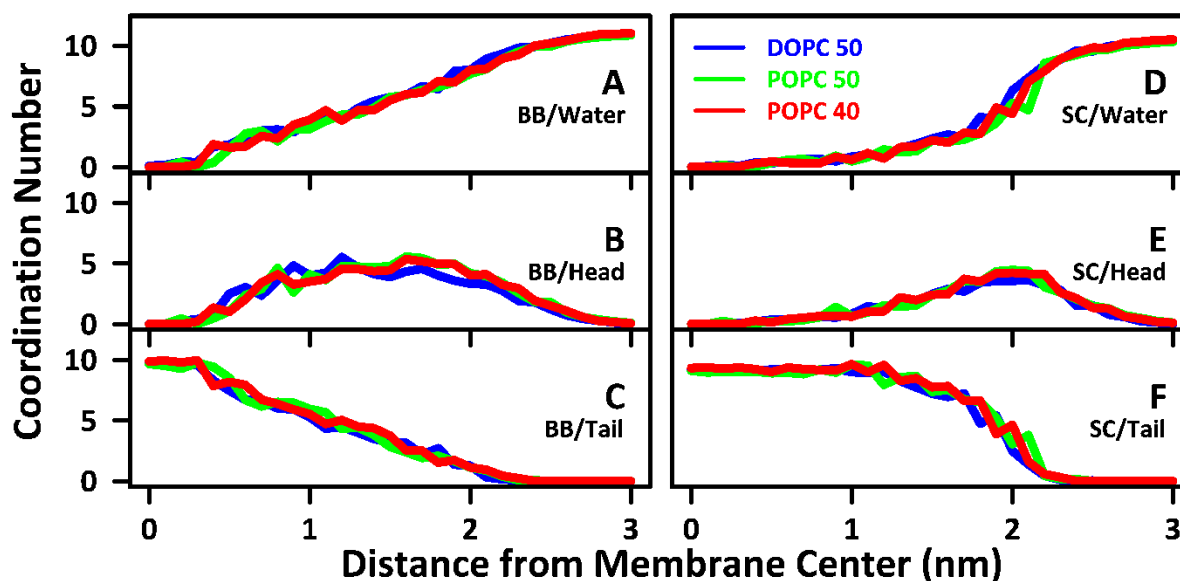 Coordination Number
10
5
0
A
BB/Water
10
5
0
B
BB/Head
10
5
0
C
BB/Tail
0
1
2
3
DOPC 50
POPC 50
POPC 40
D
SC/Water
E
SC/Head
F
SC/Tail
0
1
2
3
Distance from Membrane Center (nm)